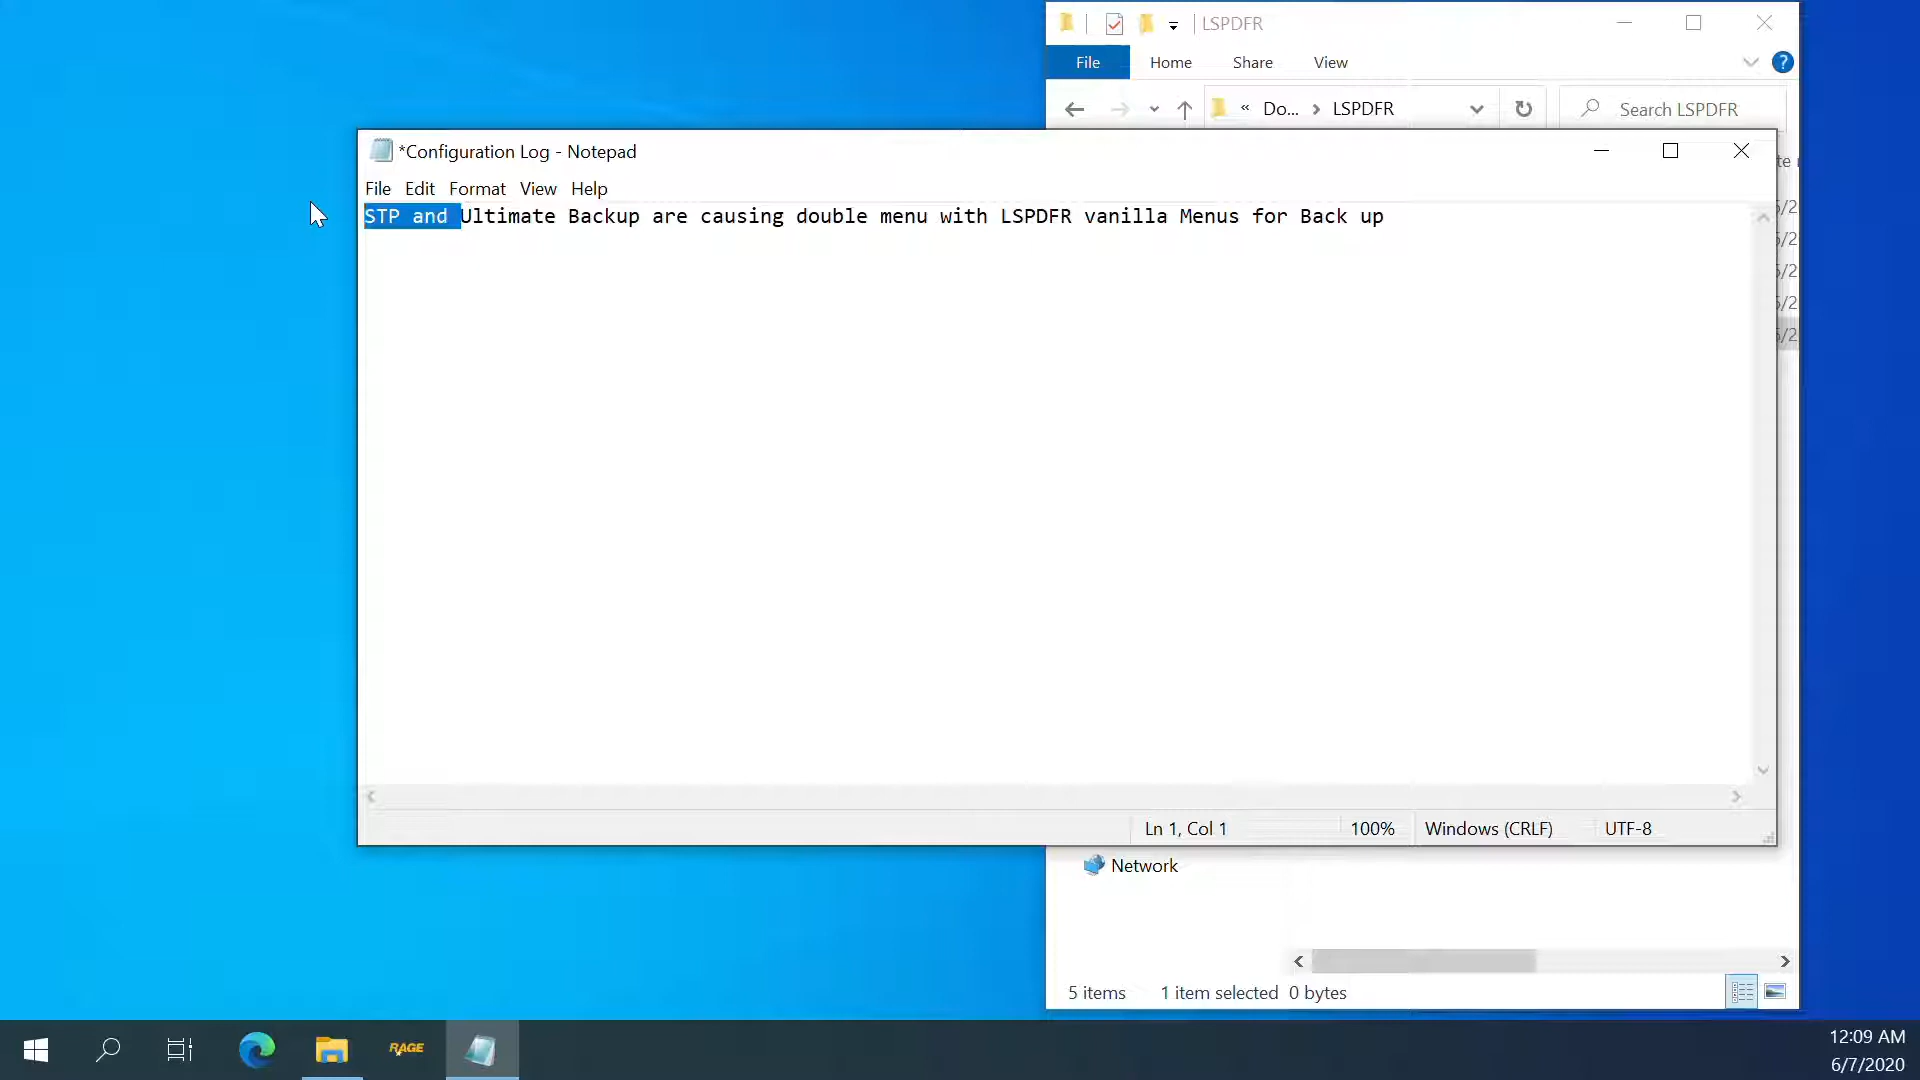 LSPDFR
File Home Share View
« Do... LSPDFR
Search LSPDFR
*Configuration Log - Notepad
File Edit Format View Help
STP and Ultimate Backup are causing double menu with LSPDFR vanilla Menus for Back up
Ln 1, Col 1 100% Windows (CRLF) UTF-8
Network
5 items 1 item selected 0 bytes
RAGE
12:09 AM
6/7/2020